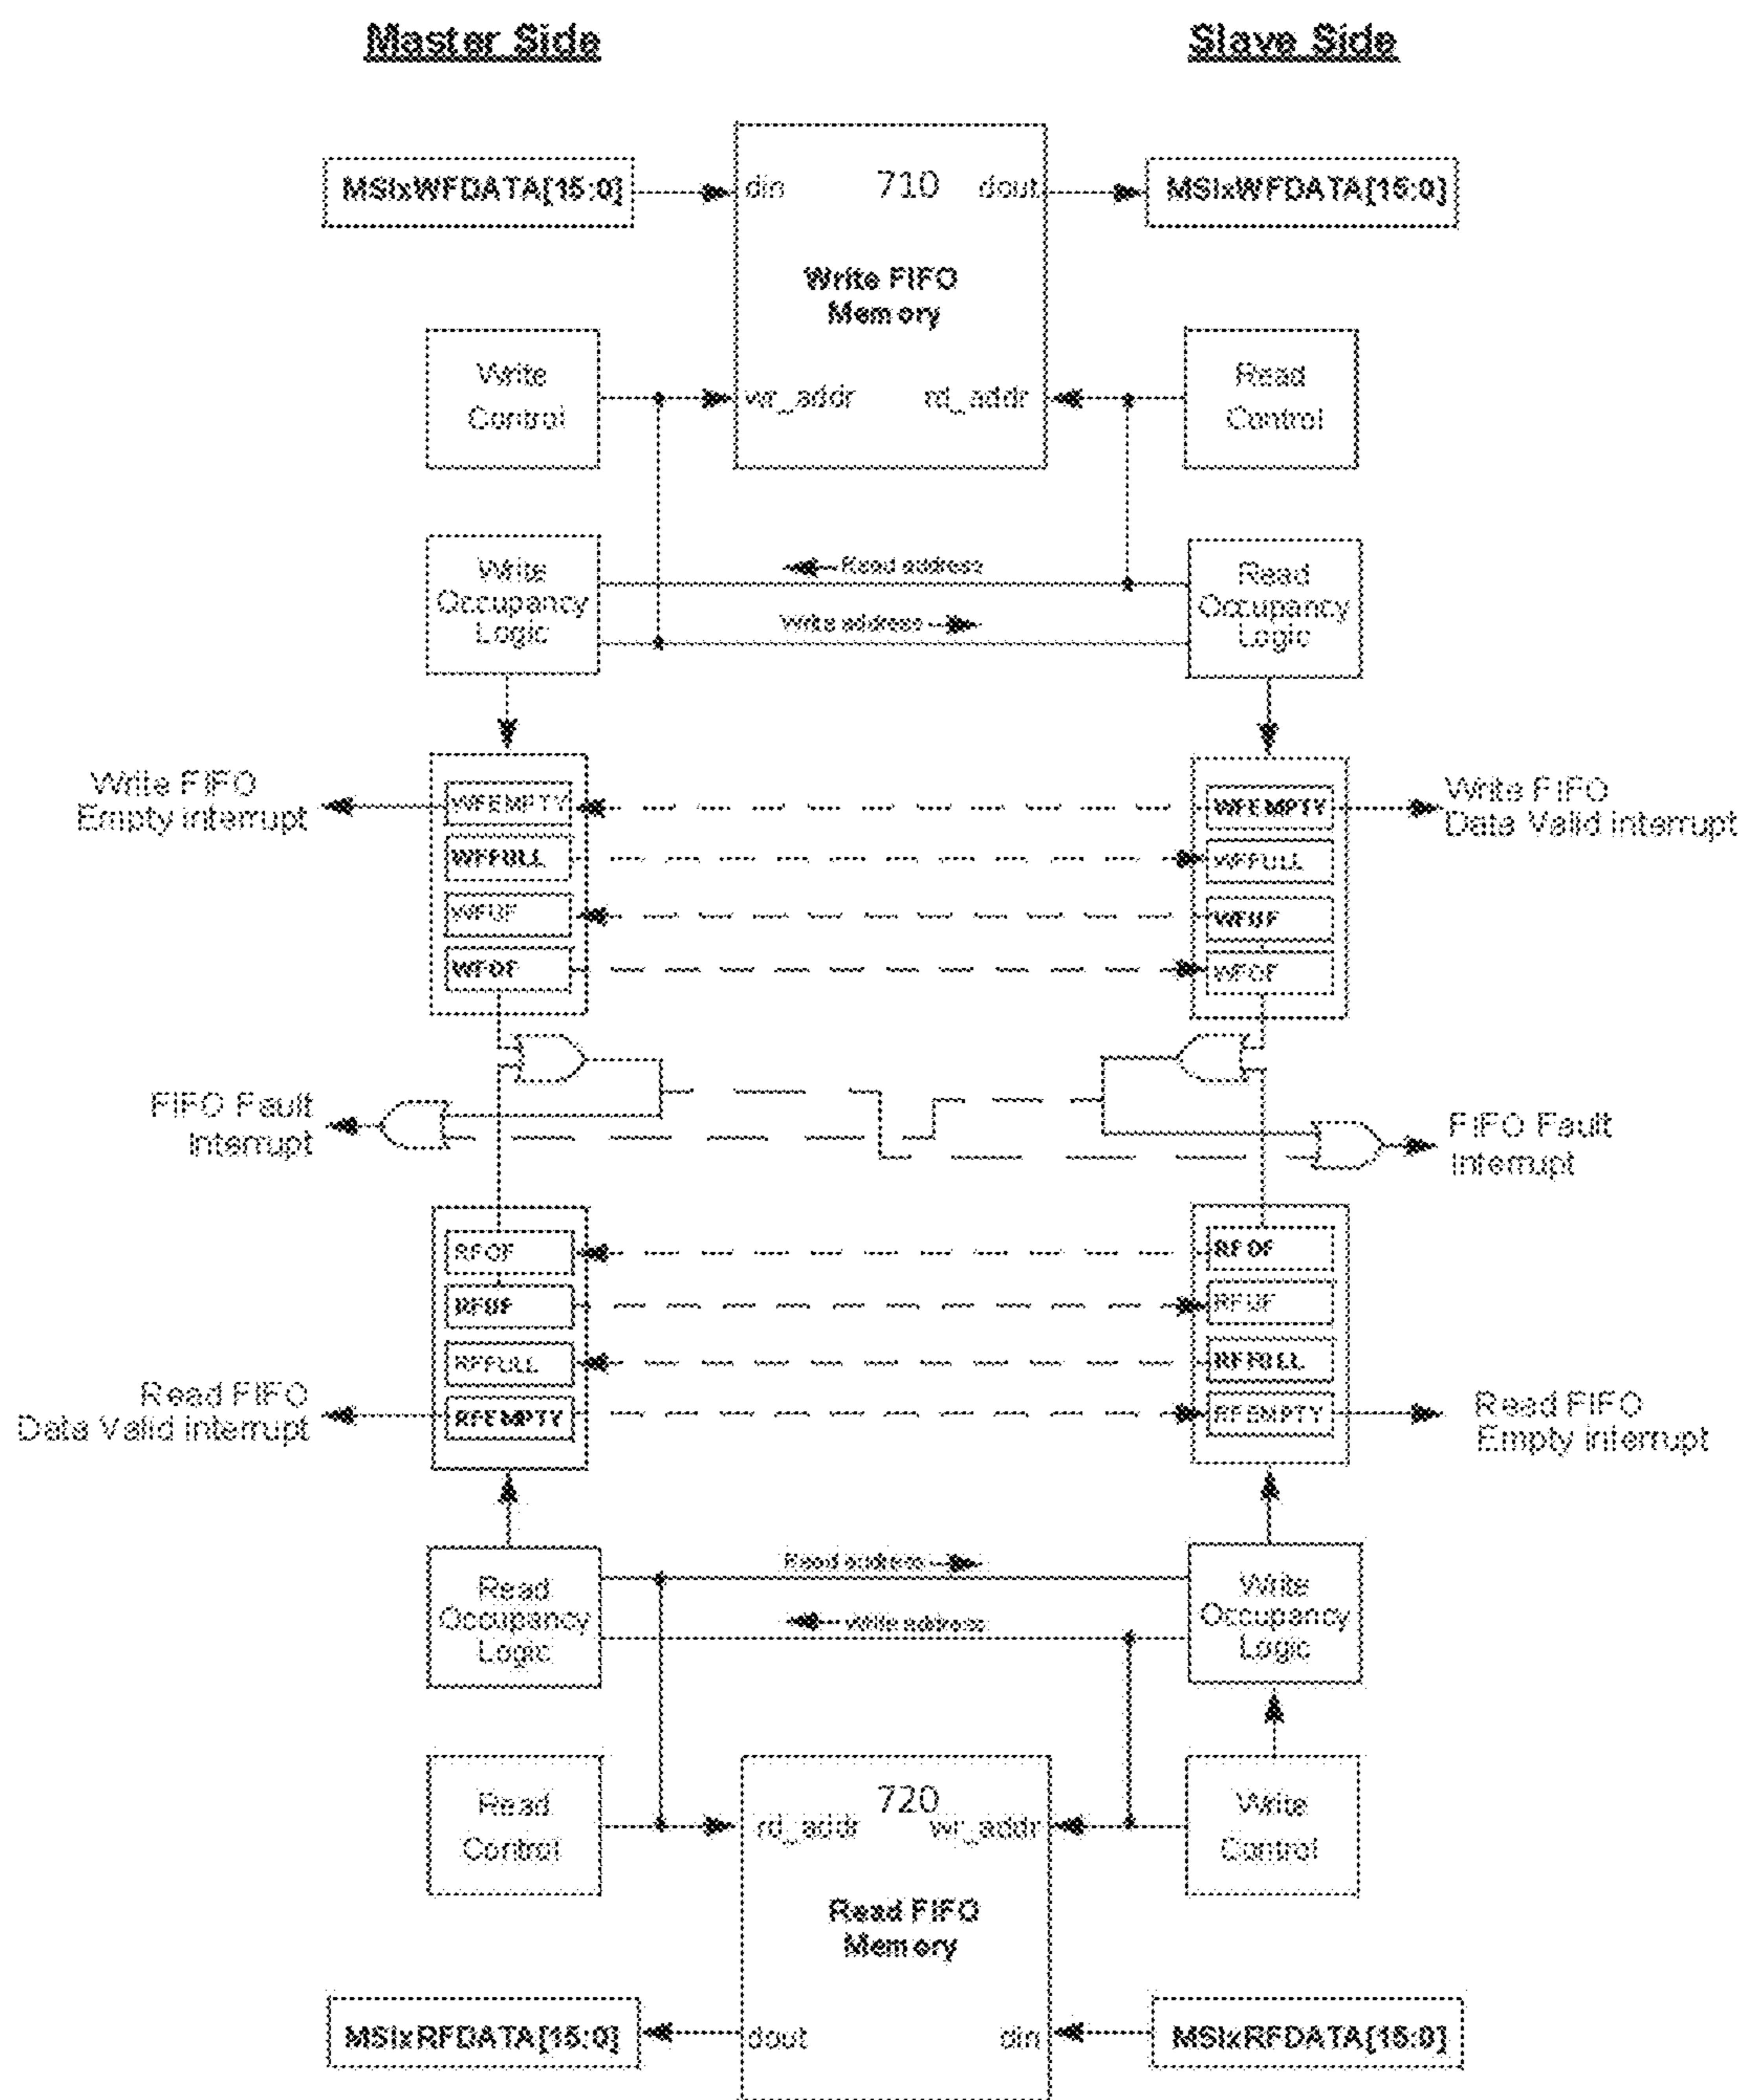 Master Side
Slave Side
MSIxWFDATA[15:0]
din
710
dout
MSIxWFDATA[15:0]
Write FIFO
Memory
Write
Control
wr_addr
rd_addr
Read
Control
Write
Occupancy
Logic
Read address
Write address
Read
Occupancy
Logic
Write FIFO
Empty interrupt
WFEMPTY
WFFULL
WFUF
WFOF
WFEMPTY
WFFULL
WFUF
WFOF
Write FIFO
Data Valid interrupt
FIFO Fault
Interrupt
FIFO Fault
Interrupt
RFOF
RFUF
RFFULL
RFEMPTY
RFOF
RFUF
RFFULL
RFEMPTY
Read FIFO
Data Valid interrupt
Read FIFO
Empty interrupt
Read
Occupancy
Logic
Read address
Write address
Write
Occupancy
Logic
Read
Control
720
rd_addr
wr_addr
Write
Control
Read FIFO
Memory
MSIxRFDATA[15:0]
dout
din
MSIxRFDATA[15:0]